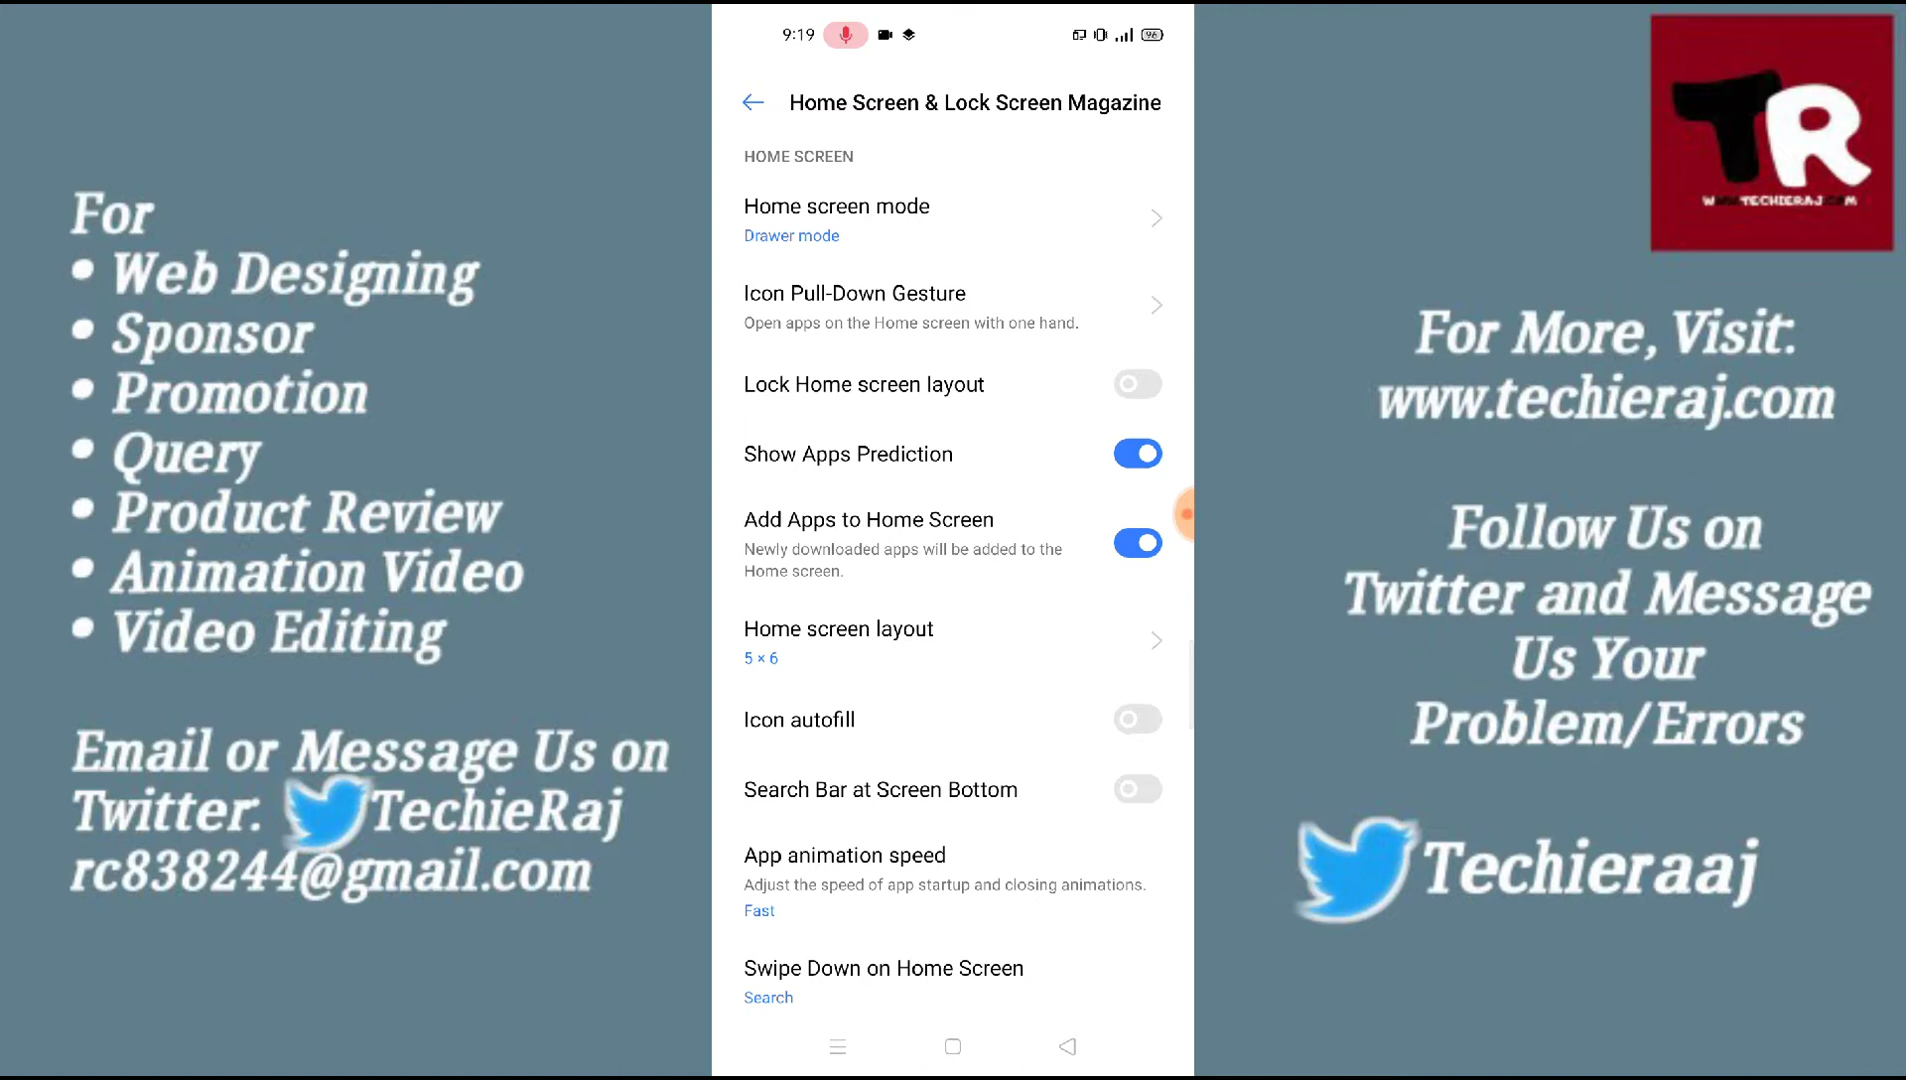 For
• Web Designing
• Sponsor
• Promotion
• Query
• Product Review
• Animation Video
• Video Editing
Email or Message Us on
Twitter: TechieRaj
rc838244@gmail.com
9:19
96
Home Screen & Lock Screen Magazine
HOME SCREEN
Home screen mode
Drawer mode
Icon Pull-Down Gesture
Open apps on the Home screen with one hand.
Lock Home screen layout
Show Apps Prediction
Add Apps to Home Screen
Newly downloaded apps will be added to the
Home screen.
Home screen layout
5 × 6
Icon autofill
Search Bar at Screen Bottom
App animation speed
Adjust the speed of app startup and closing animations.
Fast
Swipe Down on Home Screen
Search
TR
WWW.TECHIERAJ.COM
For More, Visit:
www.techieraj.com
Follow Us on
Twitter and Message
Us Your
Problem/Errors
Techieraaj